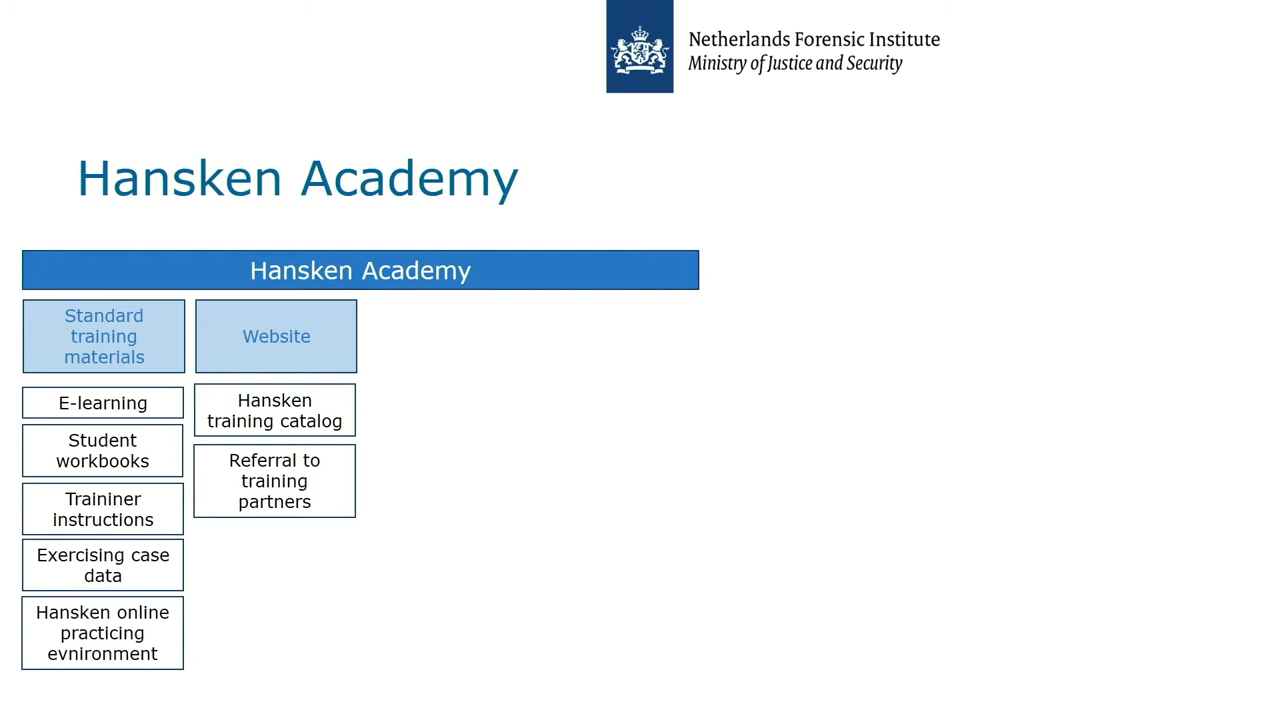 Netherlands Forensic Institute
Ministry of Justice and Security
Hansken Academy
Hansken Academy
Standard
training
materials
E-learning
Student
workbooks
Traininer
instructions
Exercising case
data
Hansken online
practicing
evnironment
Website
Hansken
training catalog
Referral to
training
partners